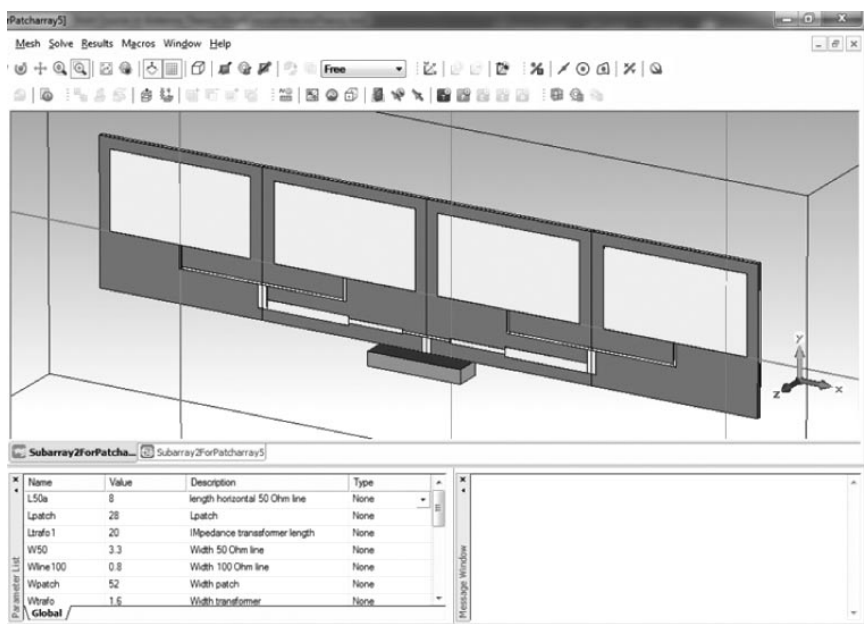 rPatcharray5]
Mesh Solve Results Macros Window Help
Free
y
x
z
Subarray2ForPatcha... Subarray2ForPatcharray5
Name Value Description Type
L50a 8 length horizontal 50 Ohm line None
Lpatch 28 Lpatch None
Ltrafo1 20 IMpedance transsformer length None
W50 3.3 Width 50 Ohm line None
Wline100 0.8 Width 100 Ohm line None
Wpatch 52 Width patch None
Wtrafo 1.6 Width transformer None
Global
Parameter List
Message Window